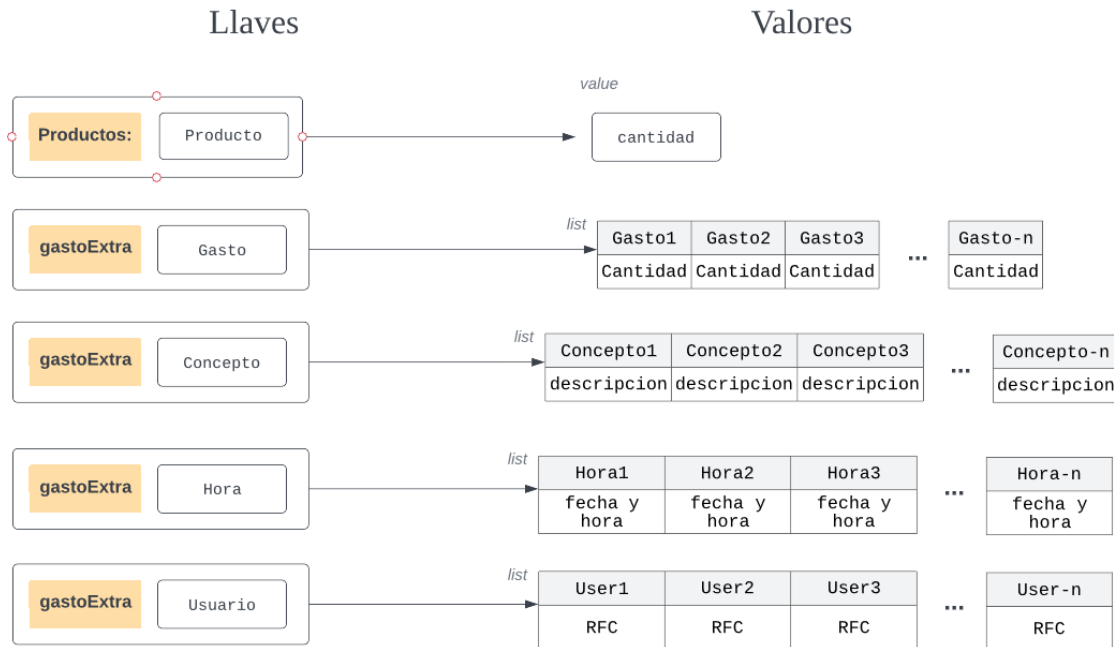 Llaves Valores
value
Productos: Producto cantidad
list
gastoExtra Gasto Gasto1 Gasto2 Gasto3 ... Gasto-n
Cantidad Cantidad Cantidad Cantidad
list
gastoExtra Concepto Concepto1 Concepto2 Concepto3 ... Concepto-n
descripcion descripcion descripcion descripcion
list
gastoExtra Hora Hora1 Hora2 Hora3 ... Hora-n
fecha y fecha y fecha y fecha y
hora hora hora hora
list
gastoExtra Usuario User1 User2 User3 ... User-n
RFC RFC RFC RFC